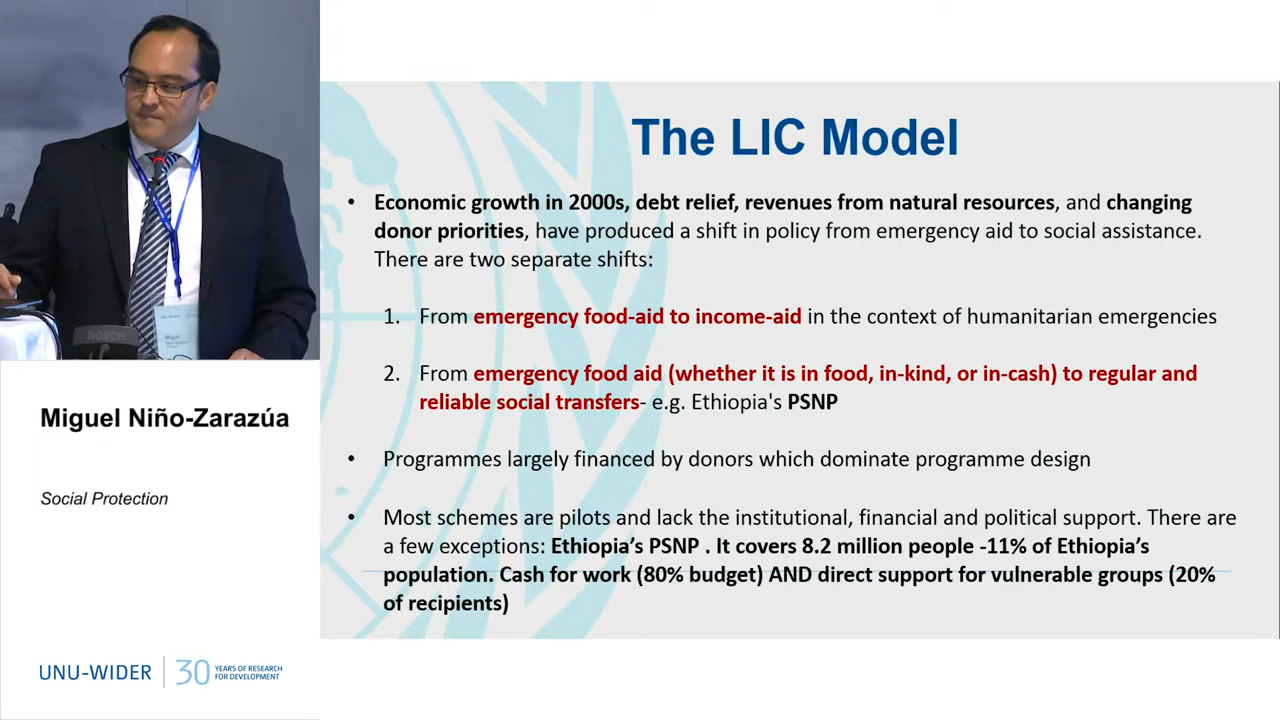 The LIC Model
• Economic growth in 2000s, debt relief, revenues from natural resources, and changing
donor priorities, have produced a shift in policy from emergency aid to social assistance.
There are two separate shifts:
1. From emergency food-aid to income-aid in the context of humanitarian emergencies
2. From emergency food aid (whether it is in food, in-kind, or in-cash) to regular and
reliable social transfers- e.g. Ethiopia's PSNP
• Programmes largely financed by donors which dominate programme design
• Most schemes are pilots and lack the institutional, financial and political support. There are
a few exceptions: Ethiopia’s PSNP . It covers 8.2 million people -11% of Ethiopia’s
population. Cash for work (80% budget) AND direct support for vulnerable groups (20%
of recipients)
BOSCH
Miguel
Miguel Niño-Zarazúa
Social Protection
UNU-WIDER
30 YEARS OF RESEARCH
FOR DEVELOPMENT